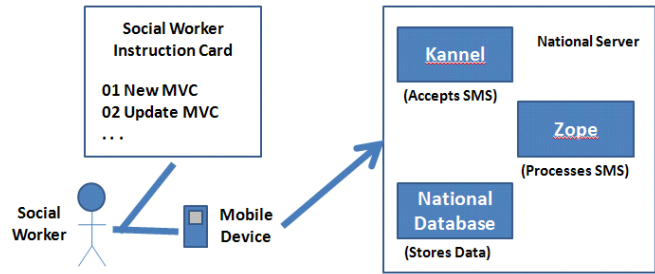 Social Worker
Instruction Card
01 New MVC
02 Update MVC
...
Social
Worker
Mobile
Device
National Server
Kannel
(Accepts SMS)
Zope
(Processes SMS)
National
Database
(Stores Data)